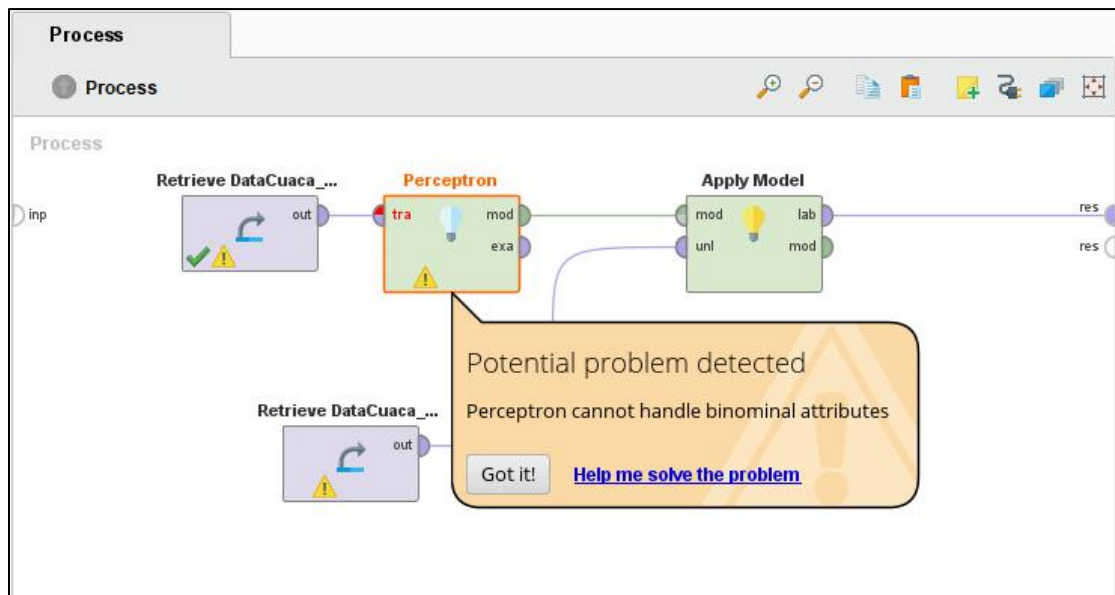 Process
Process
Process
Retrieve DataCuaca_...
Perceptron
Apply Model
inp
out
tra
mod
exa
mod
unl
lab
mod
res
res
Potential problem detected
Perceptron cannot handle binominal attributes
Got it!
Help me solve the problem
Retrieve DataCuaca_...
out